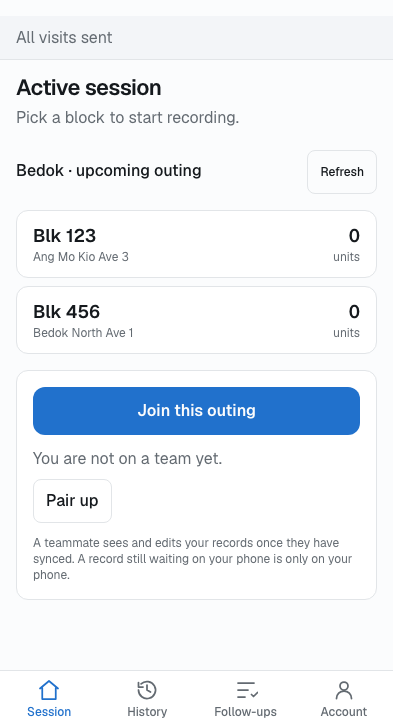 All visits sent
Active session
Pick a block to start recording.
Bedok · upcoming outing
Refresh
Blk 123
0
Ang Mo Kio Ave 3
units
Blk 456
0
Bedok North Ave 1
units
Join this outing
You are not on a team yet.
Pair up
A teammate sees and edits your records once they have
synced. A record still waiting on your phone is only on your
phone.
Session
History
Follow-ups
Account